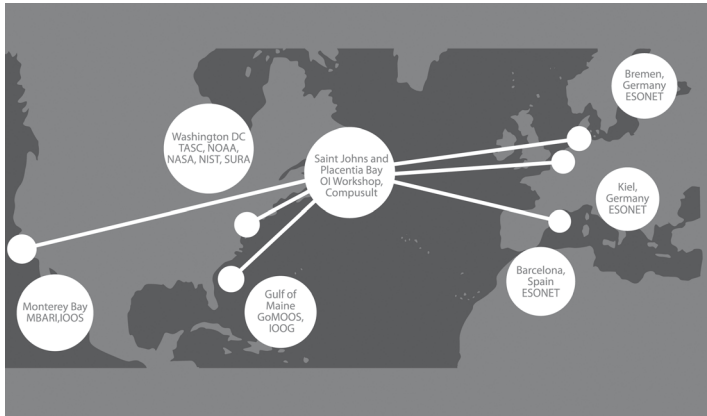 Bremen,
Germany
ESONET
Washington DC
TASC, NOAA,
NASA, NIST, SURA
Saint Johns and
Placentia Bay
OI Workshop,
Compusult
Kiel,
Germany
ESONET
Barcelona,
Spain
ESONET
Monterey Bay
MBARI,IOOS
Gulf of
Maine
GoMOOS,
IOOG